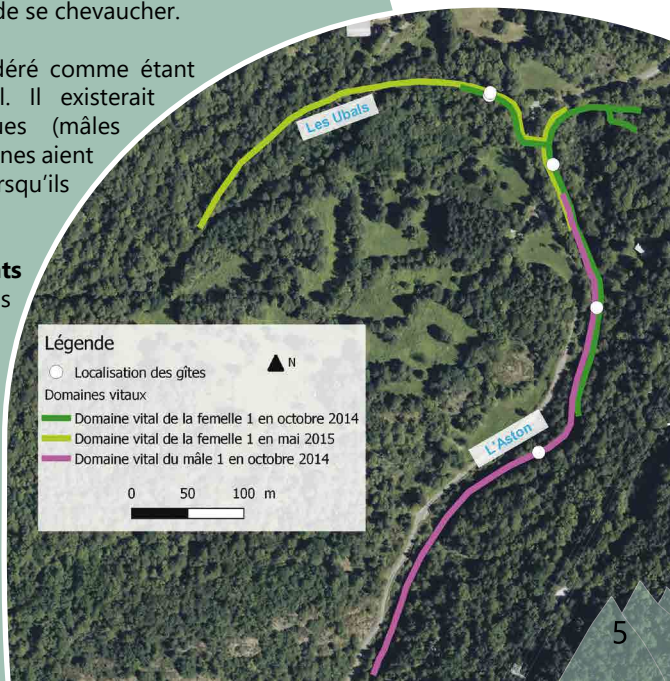 de se chevaucher.
déré comme étant
l. Il existerait
ues (mâles
nes aient
rsqu'ils
ts
s
Les Ubals
Légende
N
Localisation des gîtes
Domaines vitaux
Domaine vital de la femelle 1 en octobre 2014
Domaine vital de la femelle 1 en mai 2015
Domaine vital du mâle 1 en octobre 2014
0 50 100 m
L'Aston
5